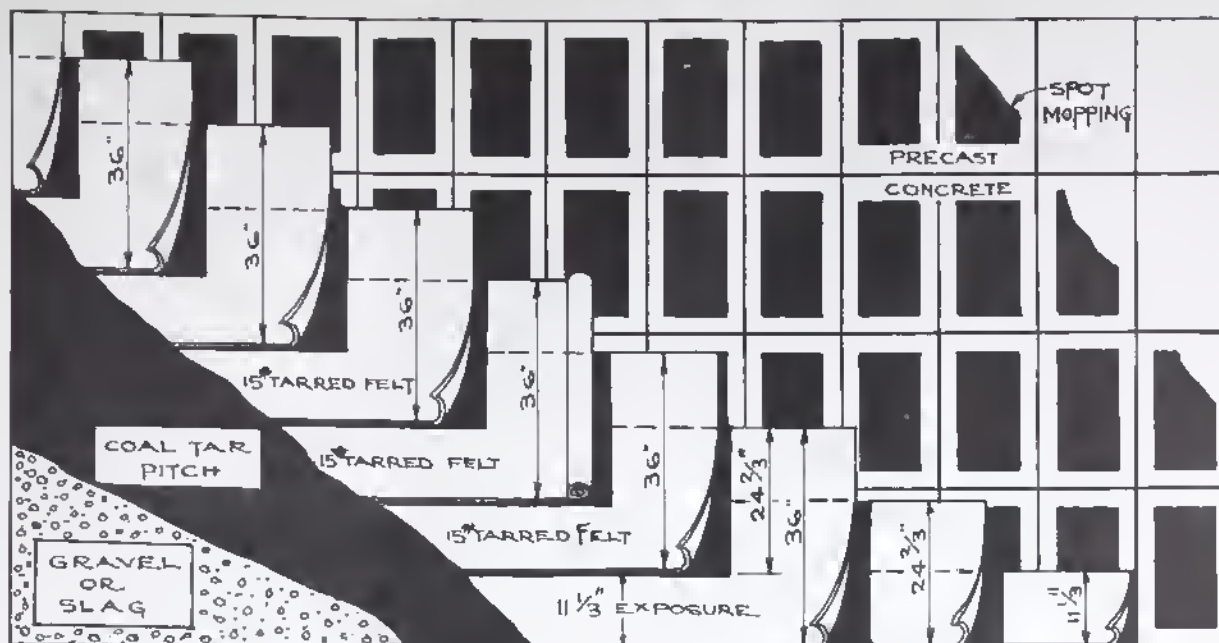 SPOT
MOPPING
PRECAST
CONCRETE
36"
36"
36"
36"
36"
36"
15# TARRED FELT
15# TARRED FELT
15# TARRED FELT
COAL TAR
PITCH
GRAVEL
OR
SLAG
24 2/3"
24 2/3"
11 1/3"
11 1/3" EXPOSURE